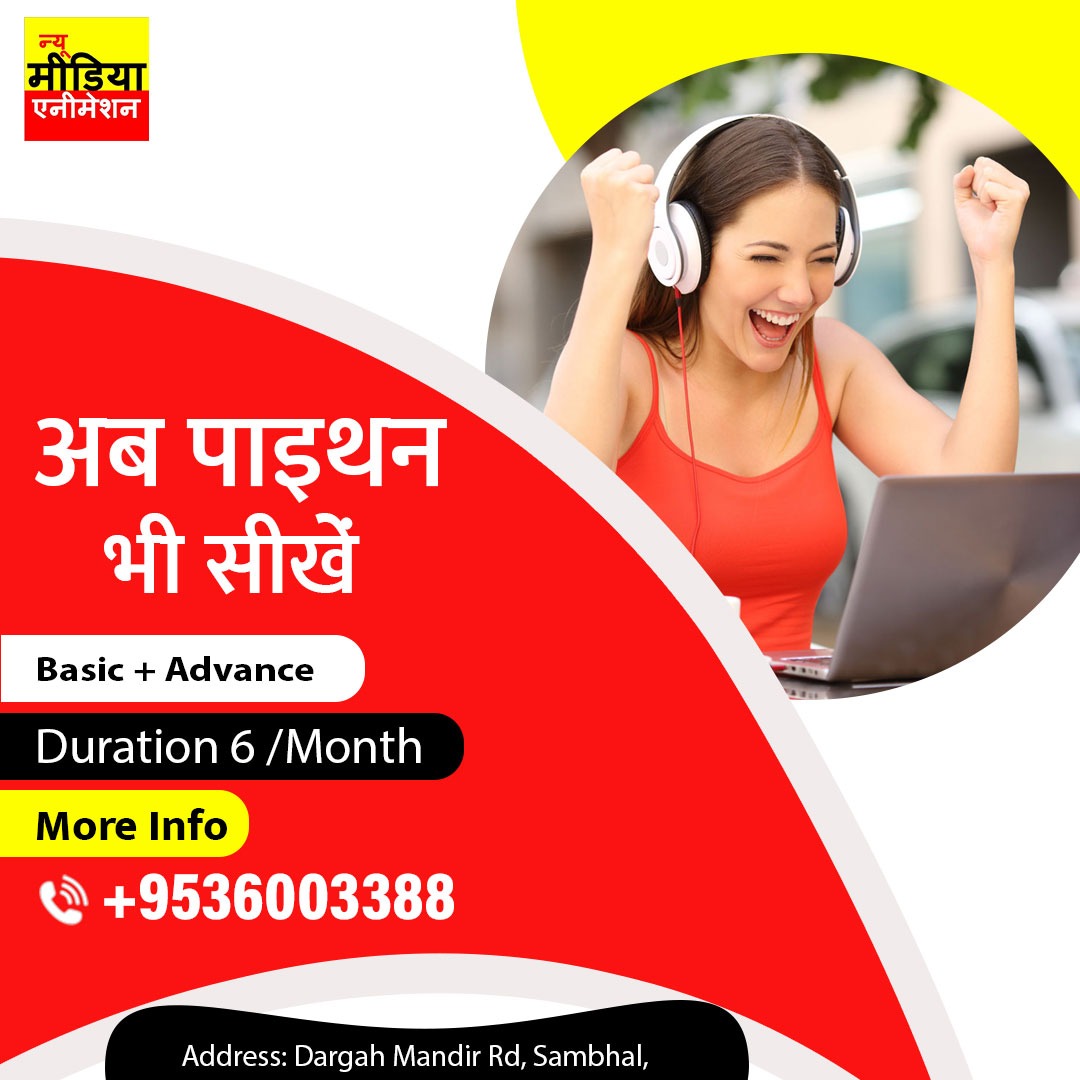 न्यू
मीडिया
एनीमेशन
अब पाइथन
भी सीखें
Basic + Advance
Duration 6 /Month
More Info
+9536003388
Address: Dargah Mandir Rd, Sambhal,